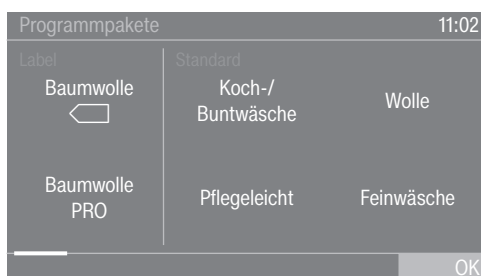 Programmpakete 11:02
Label
Standard
Baumwolle
Koch-/
Buntwäsche
Wolle
Baumwolle
PRO
Pflegeleicht
Feinwäsche
OK